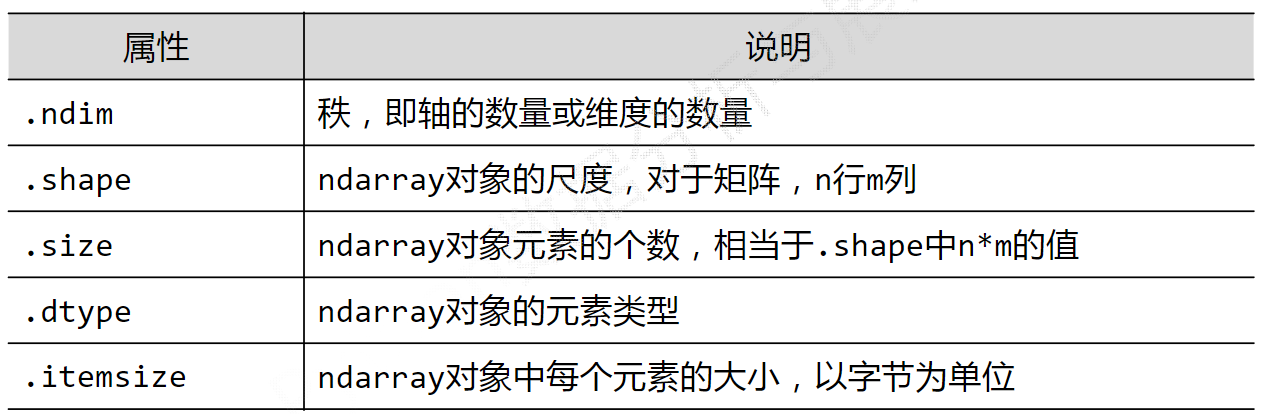 属性 说明
.ndim 秩，即轴的数量或维度的数量
.shape ndarray对象的尺度，对于矩阵，n行m列
.size ndarray对象元素的个数，相当于.shape中n*m的值
.dtype ndarray对象的元素类型
.itemsize ndarray对象中每个元素的大小，以字节为单位